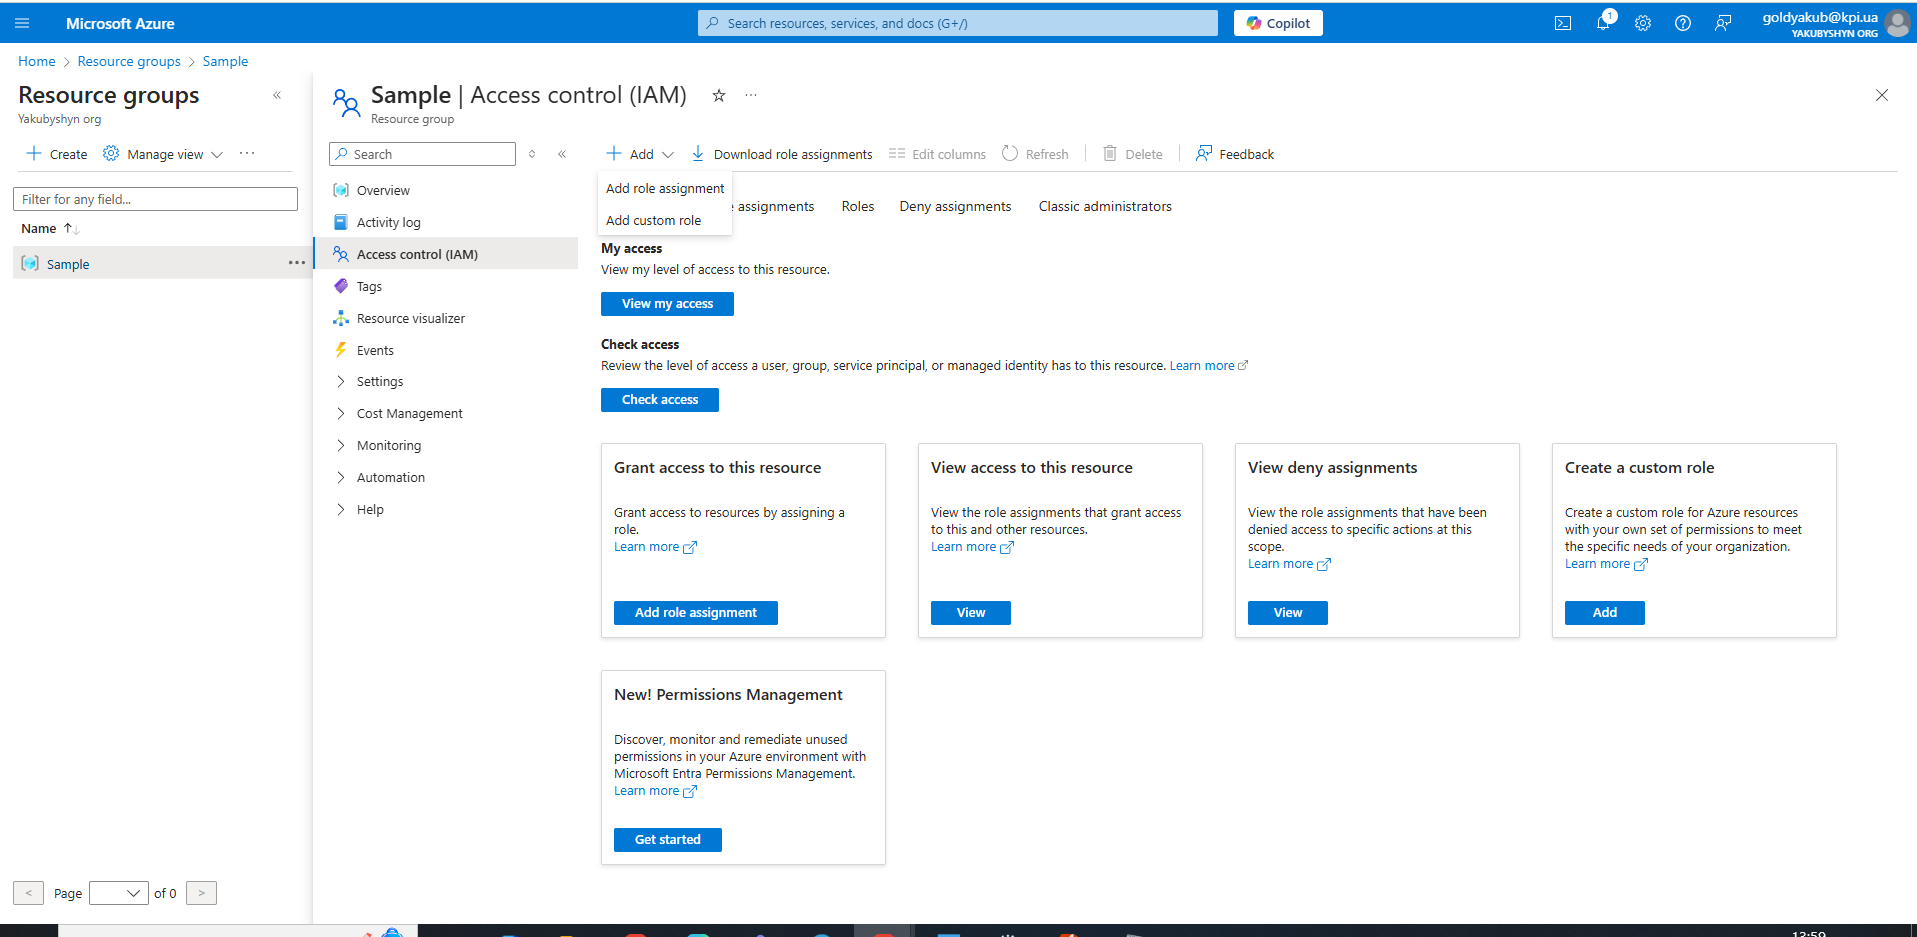 Microsoft Azure
Search resources, services, and docs (G+/)
Copilot
1
goldyakub@kpi.ua
YAKUBYSHYN ORG
Home > Resource groups > Sample
Resource groups
Yakubyshyn org
Create
Manage view
Filter for any field...
Name
Sample
Page
of 0
Sample | Access control (IAM)
Resource group
Search
Overview
Activity log
Access control (IAM)
Tags
Resource visualizer
Events
Settings
Cost Management
Monitoring
Automation
Help
Add
Download role assignments
Edit columns
Refresh
Delete
Feedback
Add role assignment
Add custom role
assignments
Roles
Deny assignments
Classic administrators
My access
View my level of access to this resource.
View my access
Check access
Review the level of access a user, group, service principal, or managed identity has to this resource. Learn more
Check access
Grant access to this resource
Grant access to resources by assigning a
role.
Learn more
Add role assignment
View access to this resource
View the role assignments that grant access
to this and other resources.
Learn more
View
View deny assignments
View the role assignments that have been
denied access to specific actions at this
scope.
Learn more
View
Create a custom role
Create a custom role for Azure resources
with your own set of permissions to meet
the specific needs of your organization.
Learn more
Add
New! Permissions Management
Discover, monitor and remediate unused
permissions in your Azure environment with
Microsoft Entra Permissions Management.
Learn more
Get started